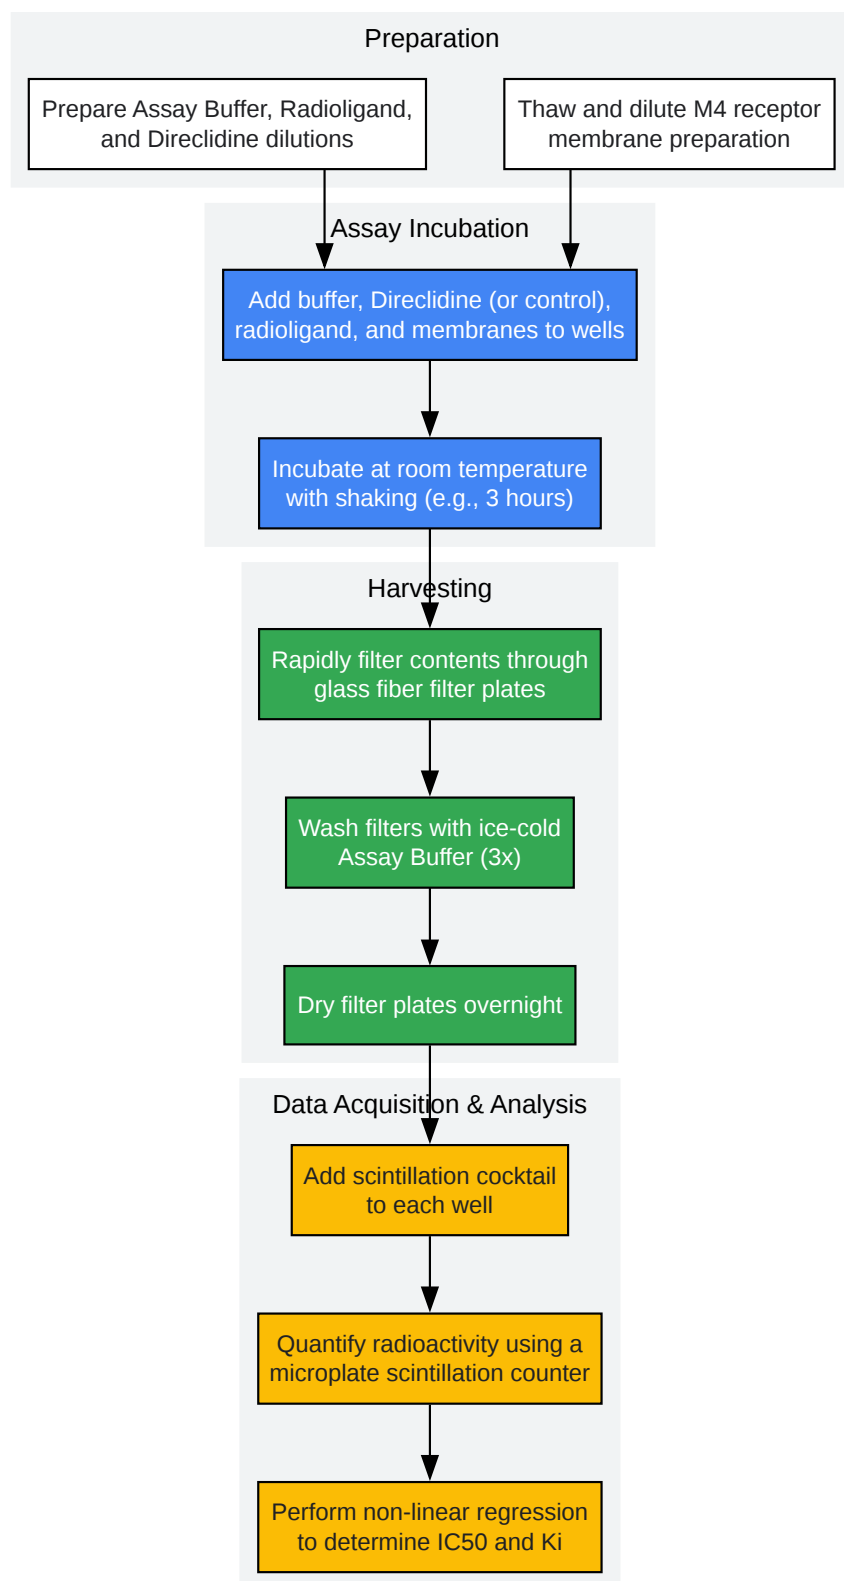 Preparation
Prepare Assay Buffer, Radioligand,
and Direclidine dilutions
Thaw and dilute M4 receptor
membrane preparation
Assay Incubation
Add buffer, Direclidine (or control),
radioligand, and membranes to wells
Incubate at room temperature
with shaking (e.g., 3 hours)
Harvesting
Rapidly filter contents through
glass fiber filter plates
Wash filters with ice-cold
Assay Buffer (3x)
Dry filter plates overnight
Data Acquisition & Analysis
Add scintillation cocktail
to each well
Quantify radioactivity using a
microplate scintillation counter
Perform non-linear regression
to determine IC50 and Ki